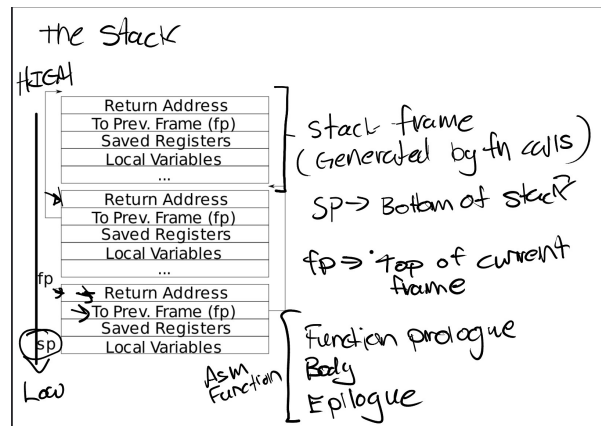 the Stack
HIGH
Return Address
To Prev. Frame (fp)
Saved Registers
Local Variables
...
Return Address
To Prev. Frame (fp)
Saved Registers
Local Variables
...
fp
Return Address
To Prev. Frame (fp)
Saved Registers
Local Variables
sp
Low
Stack frame
(Generated by fn calls)
SP → Bottom of stack
fp → Top of current
frame
Asm
Function
Function prologue
Body
Epilogue